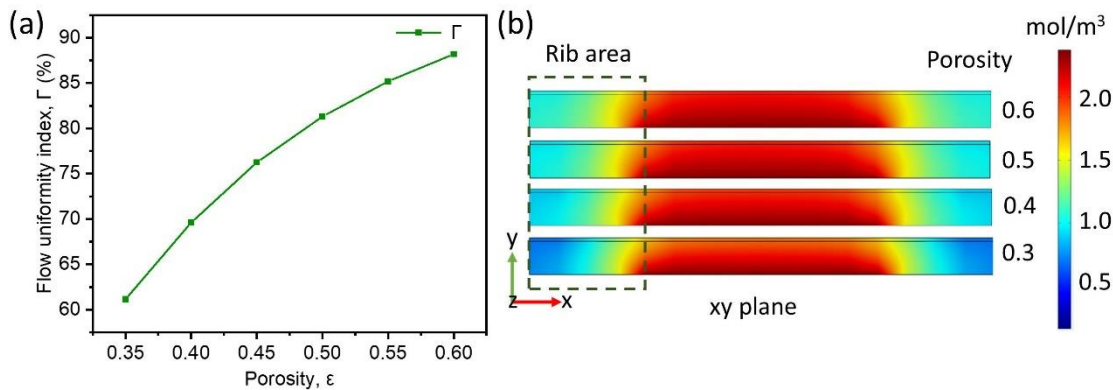 (a)
Γ
Flow uniformity index, Γ (%)
90
85
80
75
70
65
60
0.35 0.40 0.45 0.50 0.55 0.60
Porosity, ε
(b)
mol/m³
Rib area
Porosity
0.6
0.5
0.4
0.3
2.0
1.5
1.0
0.5
y
z x
xy plane